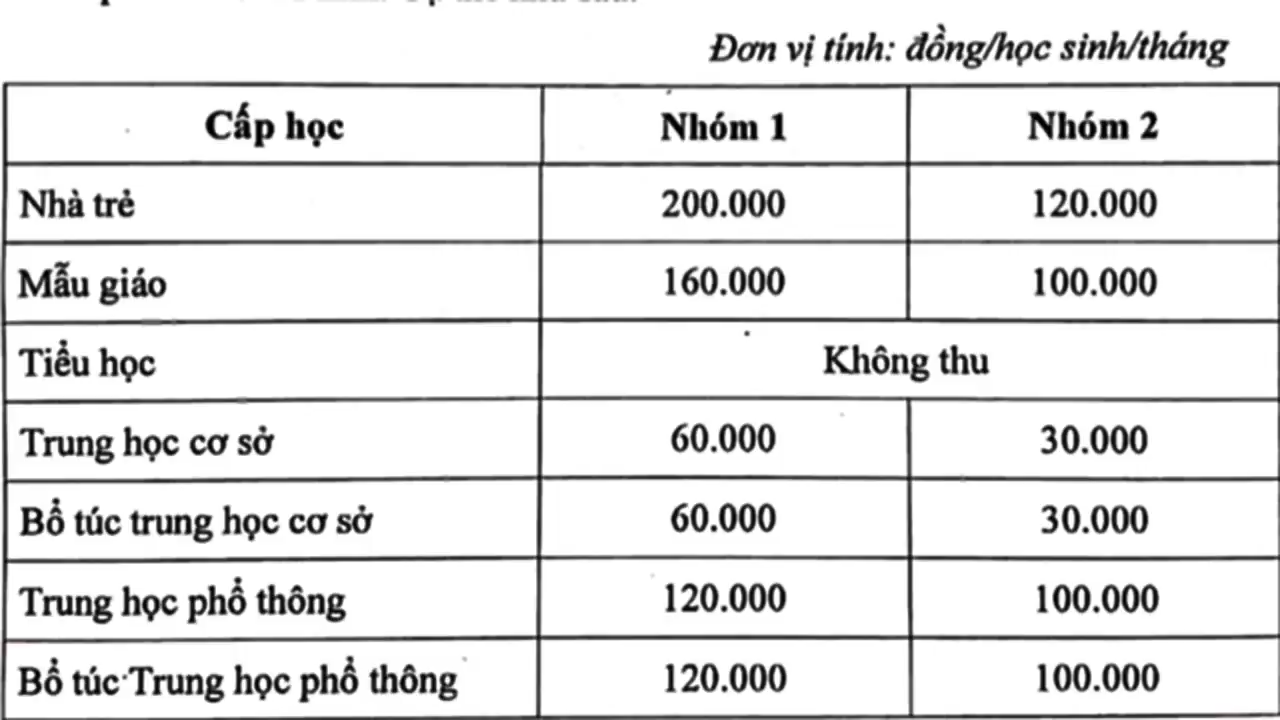 Đơn vị tính: đồng/học sinh/tháng
Cấp học Nhóm 1 Nhóm 2
Nhà trẻ 200.000 120.000
Mẫu giáo 160.000 100.000
Tiểu học Không thu
Trung học cơ sở 60.000 30.000
Bổ túc trung học cơ sở 60.000 30.000
Trung học phổ thông 120.000 100.000
Bổ túc Trung học phổ thông 120.000 100.000